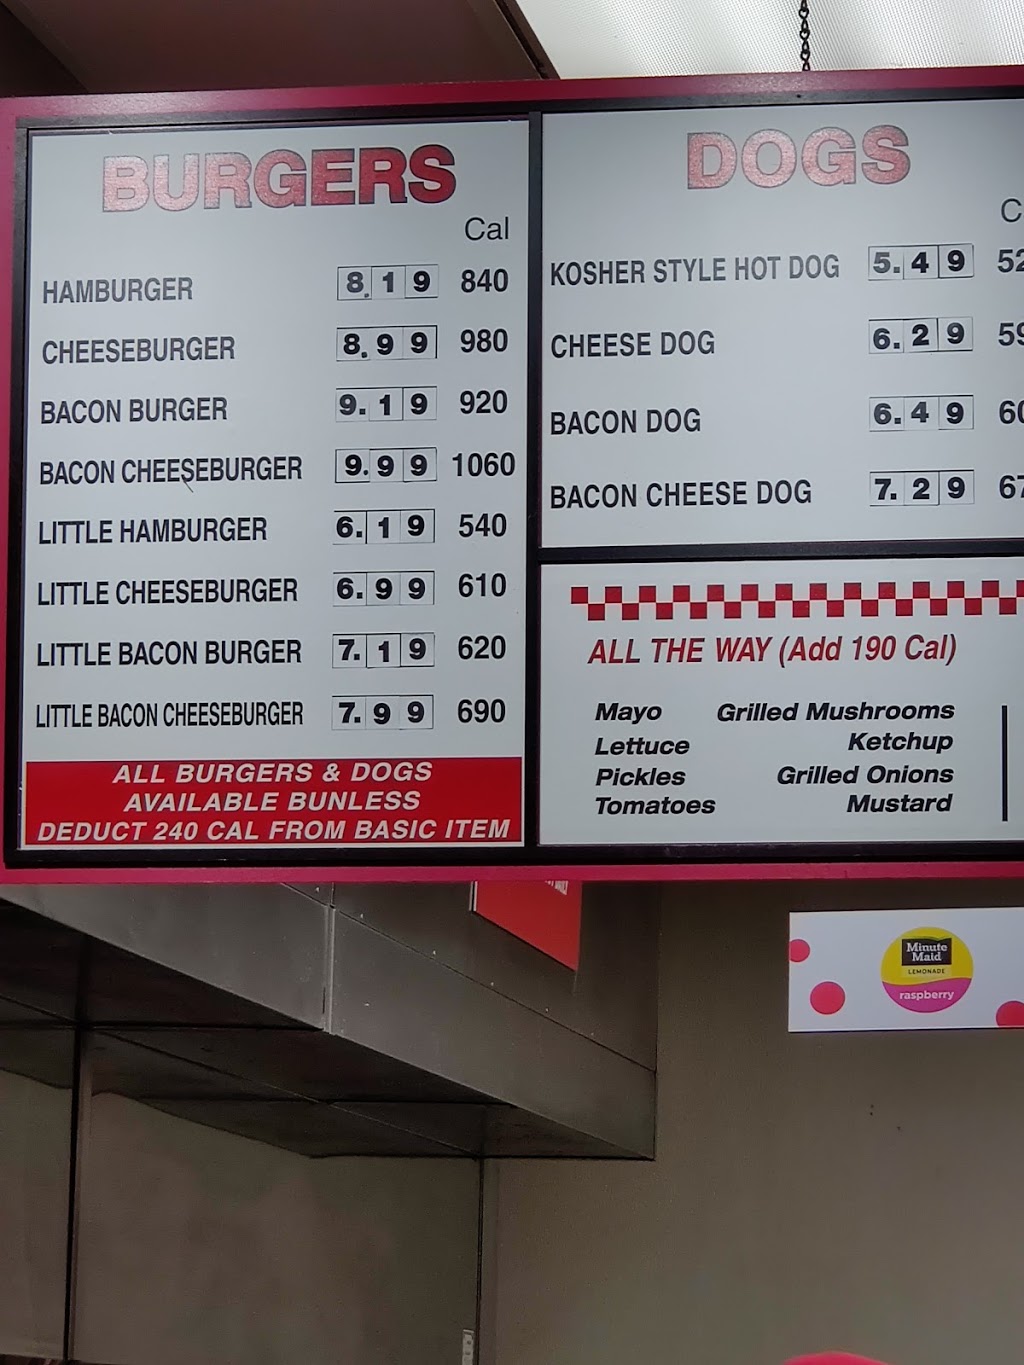 BURGERS
Cal
HAMBURGER 8.19 840
CHEESEBURGER 8.99 980
BACON BURGER 9.19 920
BACON CHEESEBURGER 9.99 1060
LITTLE HAMBURGER 6.19 540
LITTLE CHEESEBURGER 6.99 610
LITTLE BACON BURGER 7.19 620
LITTLE BACON CHEESEBURGER 7.99 690
ALL BURGERS & DOGS
AVAILABLE BUNLESS
DEDUCT 240 CAL FROM BASIC ITEM
DOGS
KOSHER STYLE HOT DOG 5.49
CHEESE DOG 6.29
BACON DOG 6.49
BACON CHEESE DOG 7.29
ALL THE WAY (Add 190 Cal)
Mayo Grilled Mushrooms
Lettuce Ketchup
Pickles Grilled Onions
Tomatoes Mustard
Minute
Maid
LEMONADE
raspberry